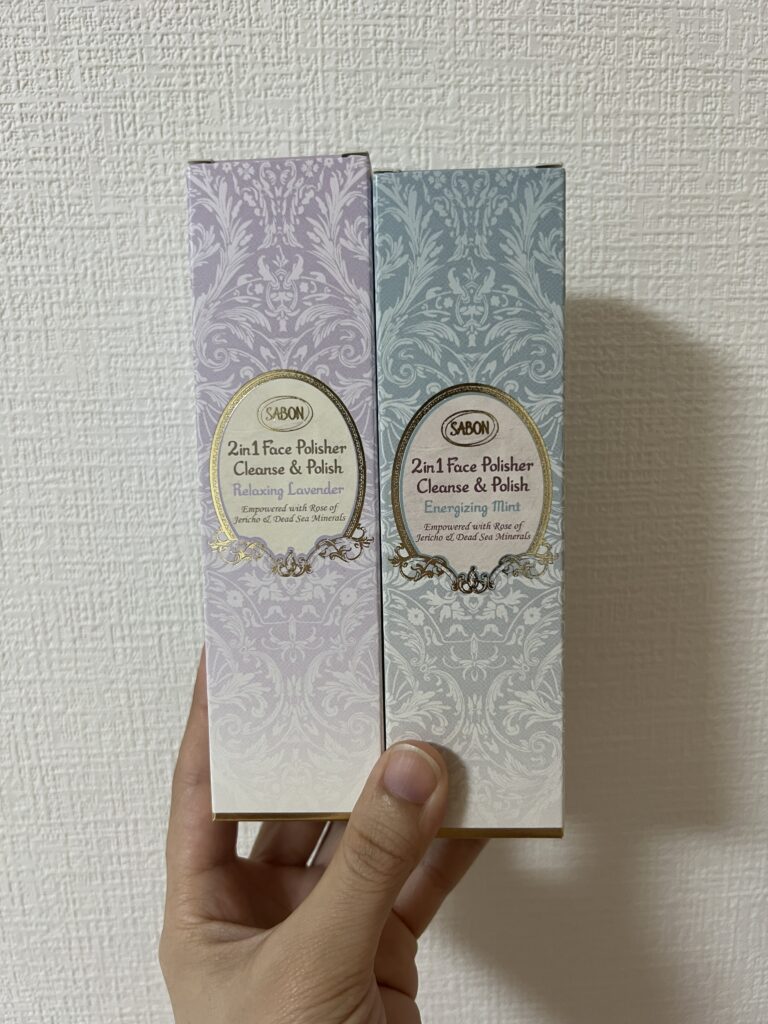 SABON
2in1 Face Polisher
Cleanse & Polish
Relaxing Lavender
Empowered with Rose of
Jericho & Dead Sea Minerals
SABON
2in1 Face Polisher
Cleanse & Polish
Energizing Mint
Empowered with Rose of
Jericho & Dead Sea Minerals